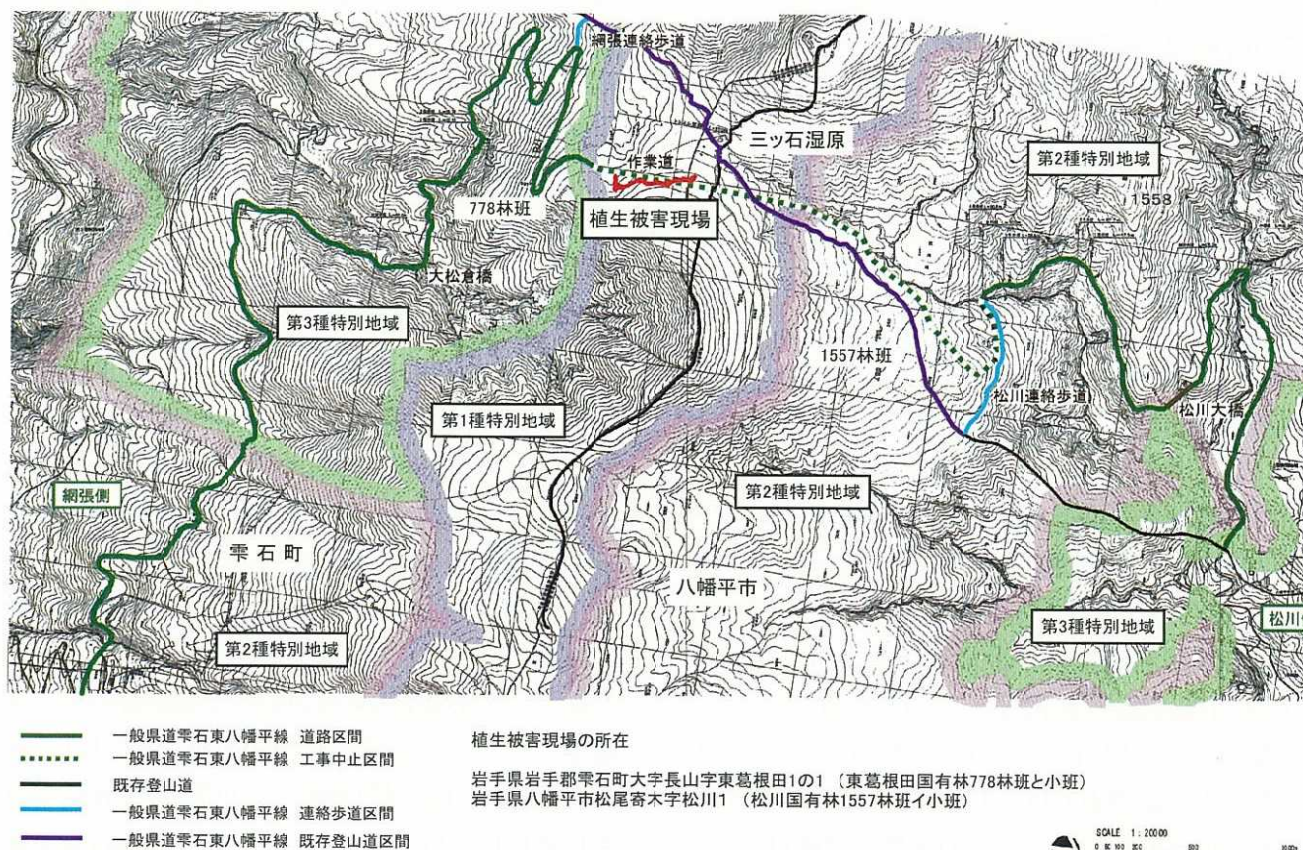 網張連絡歩道
三ッ石湿原
第2種特別地域
1558
作業道
778林班
植生被害現場
大松倉橋
第3種特別地域
1557林班
松川連絡歩道
松川大橋
第1種特別地域
網張側
第2種特別地域
雫石町
八幡平市
第2種特別地域
第3種特別地域
松川
一般県道雫石東八幡平線 道路区間
一般県道雫石東八幡平線 工事中止区間
既存登山道
一般県道雫石東八幡平線 連絡歩道区間
一般県道雫石東八幡平線 既存登山道区間
植生被害現場の所在
岩手県岩手郡雫石町大字長山字東葛根田1の1 (東葛根田国有林778林班と小班)
岩手県八幡平市松尾寄木字松川1 (松川国有林1557林班イ小班)
SCALE 1:20000